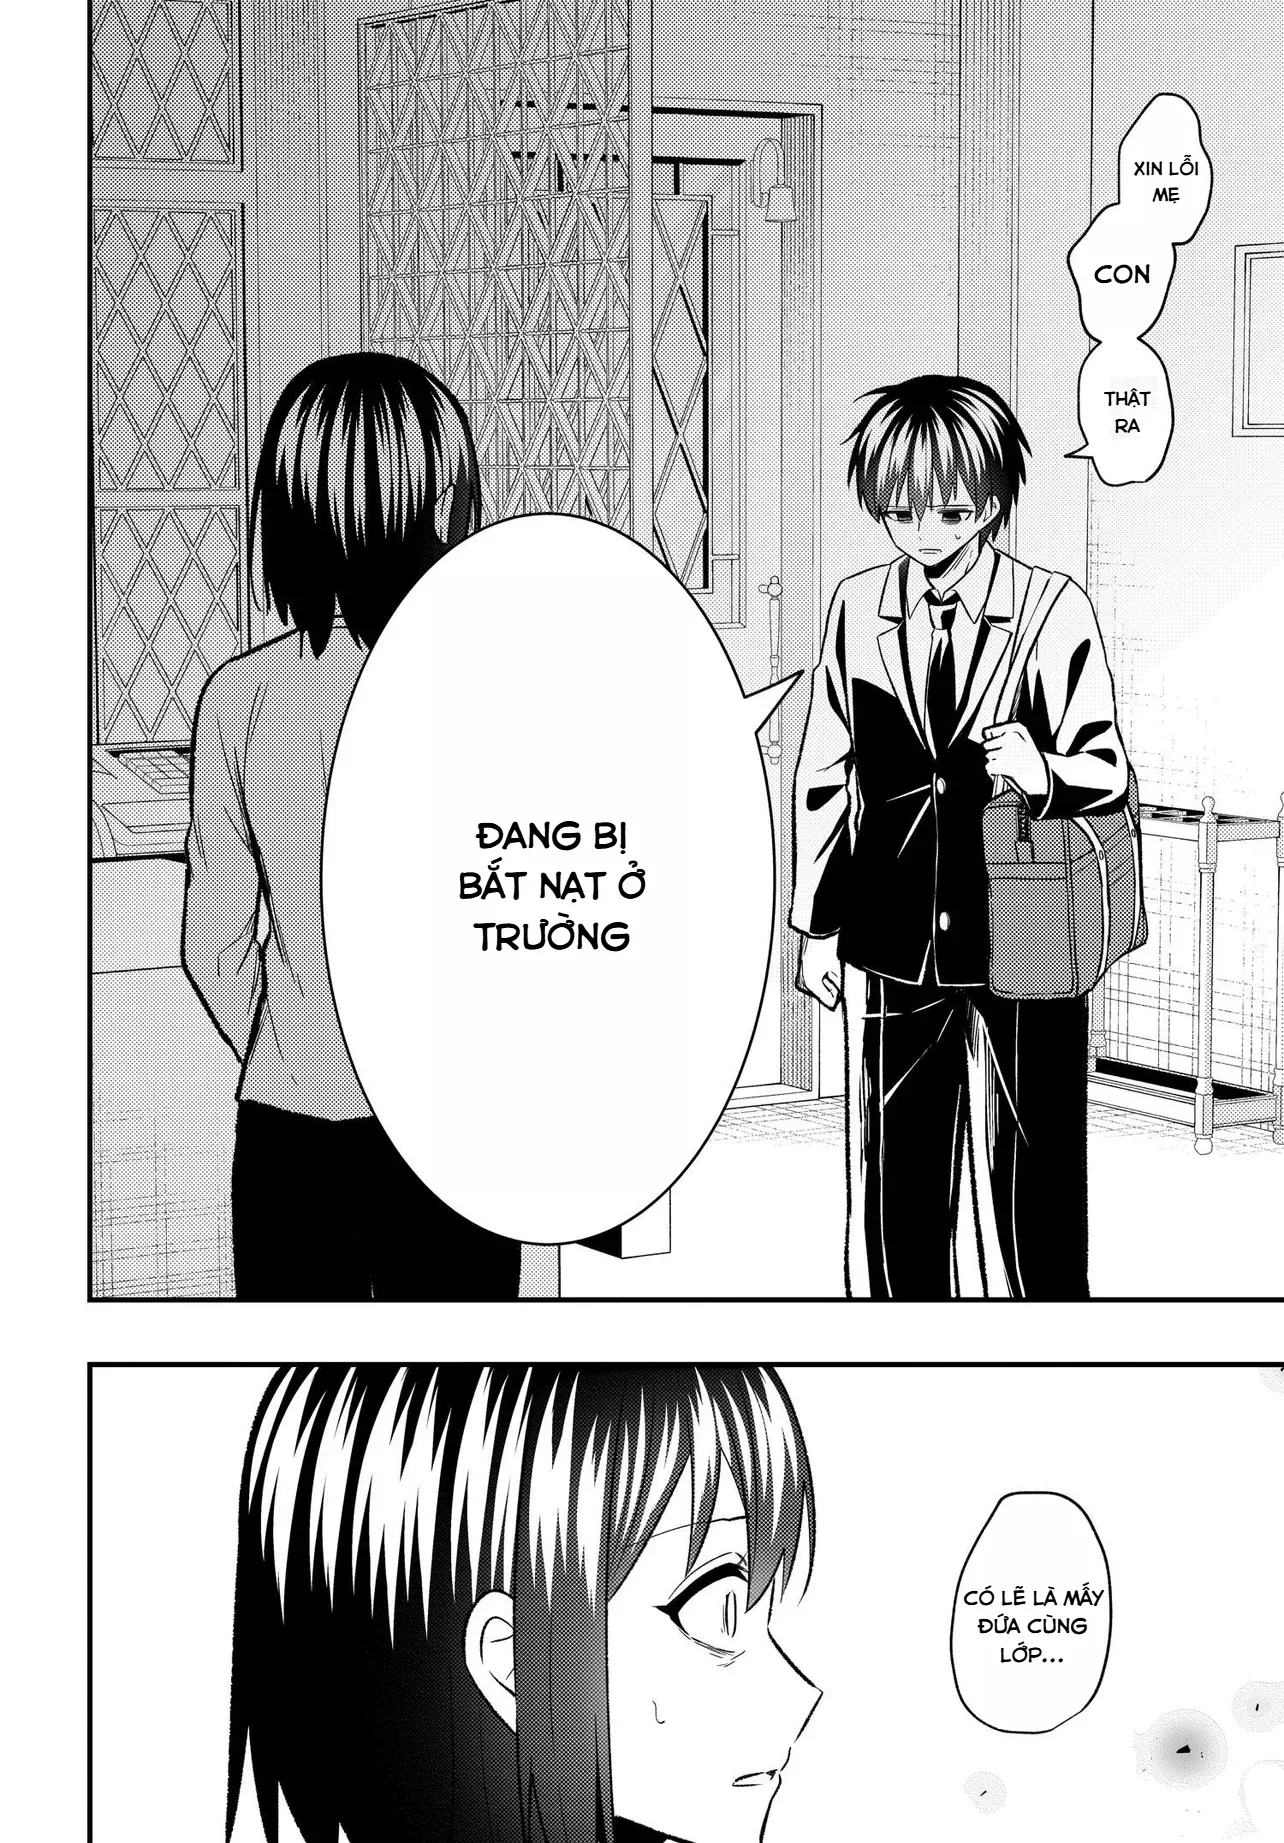 XIN LỖI
MẸ
CON
THẬT
RA
ĐANG BỊ
BẮT NẠT Ở
TRƯỜNG
CÓ LẼ LÀ MẤY
ĐỨA CÙNG
LỚP...